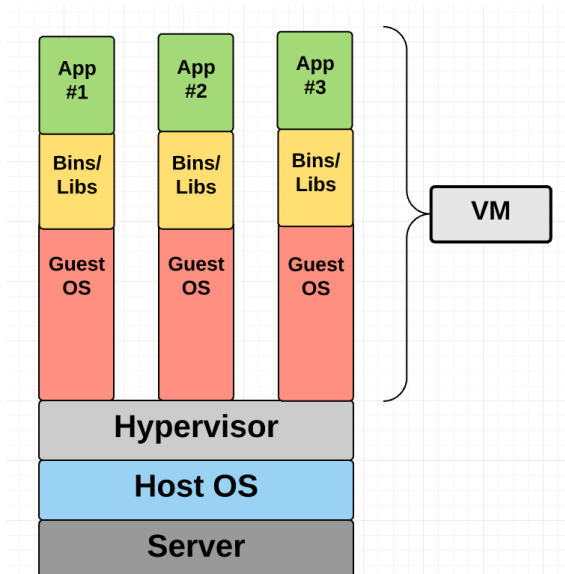 App
#1
App
#2
App
#3
Bins/
Libs
Bins/
Libs
Bins/
Libs
VM
Guest
OS
Guest
OS
Guest
OS
Hypervisor
Host OS
Server